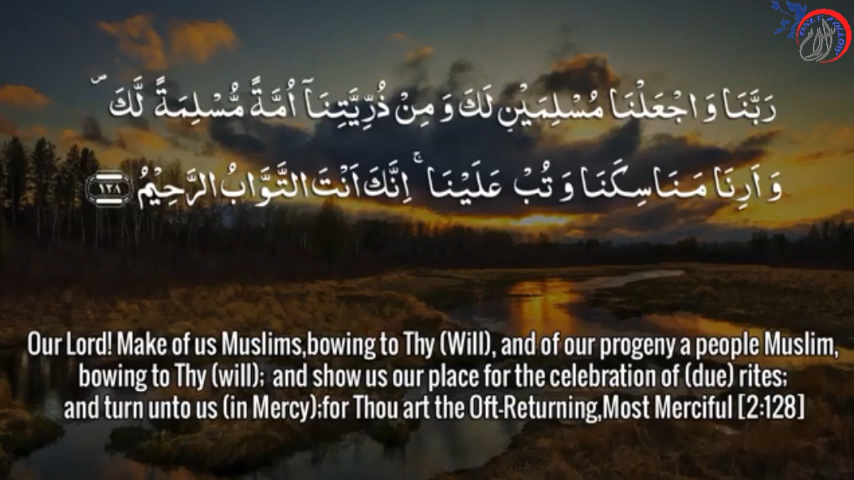 رَبَّنَا وَاجْعَلْنَا مُسْلِمَيْنِ لَكَ وَمِنْ ذُرِّيَّتِنَآ اُمَّةً مُّسْلِمَةً لَّكَ ۪
وَاَرِنَا مَنَاسِكَنَا وَتُبْ عَلَيْنَا ۚ اِنَّكَ اَنْتَ التَّوَّابُ الرَّحِيْمُ ١٢٨
Our Lord! Make of us Muslims,bowing to Thy (Will), and of our progeny a people Muslim,
bowing to Thy (will); and show us our place for the celebration of (due) rites;
and turn unto us (in Mercy);for Thou art the Oft-Returning,Most Merciful [2:128]